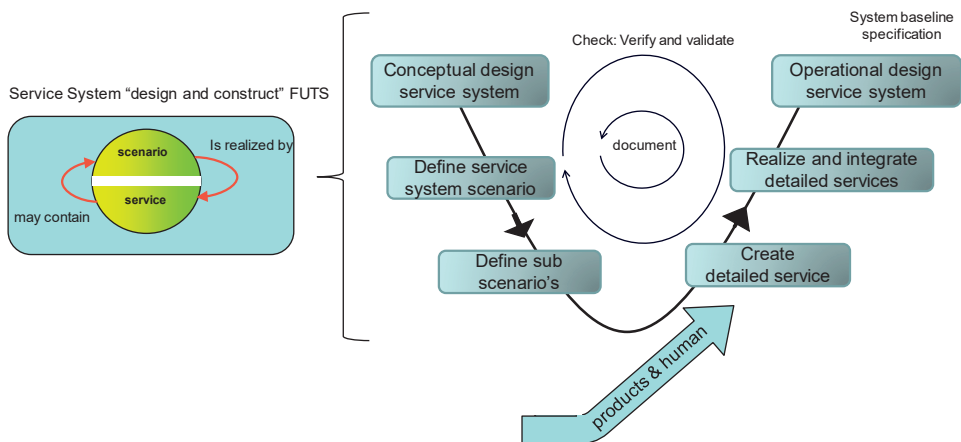 Service System “design and construct” FUTS
scenario
service
Is realized by
may contain
Check: Verify and validate
System baseline
specification
Conceptual design
service system
Operational design
service system
document
Define service
system scenario
Realize and integrate
detailed services
Define sub
scenario's
Create
detailed service
products & human